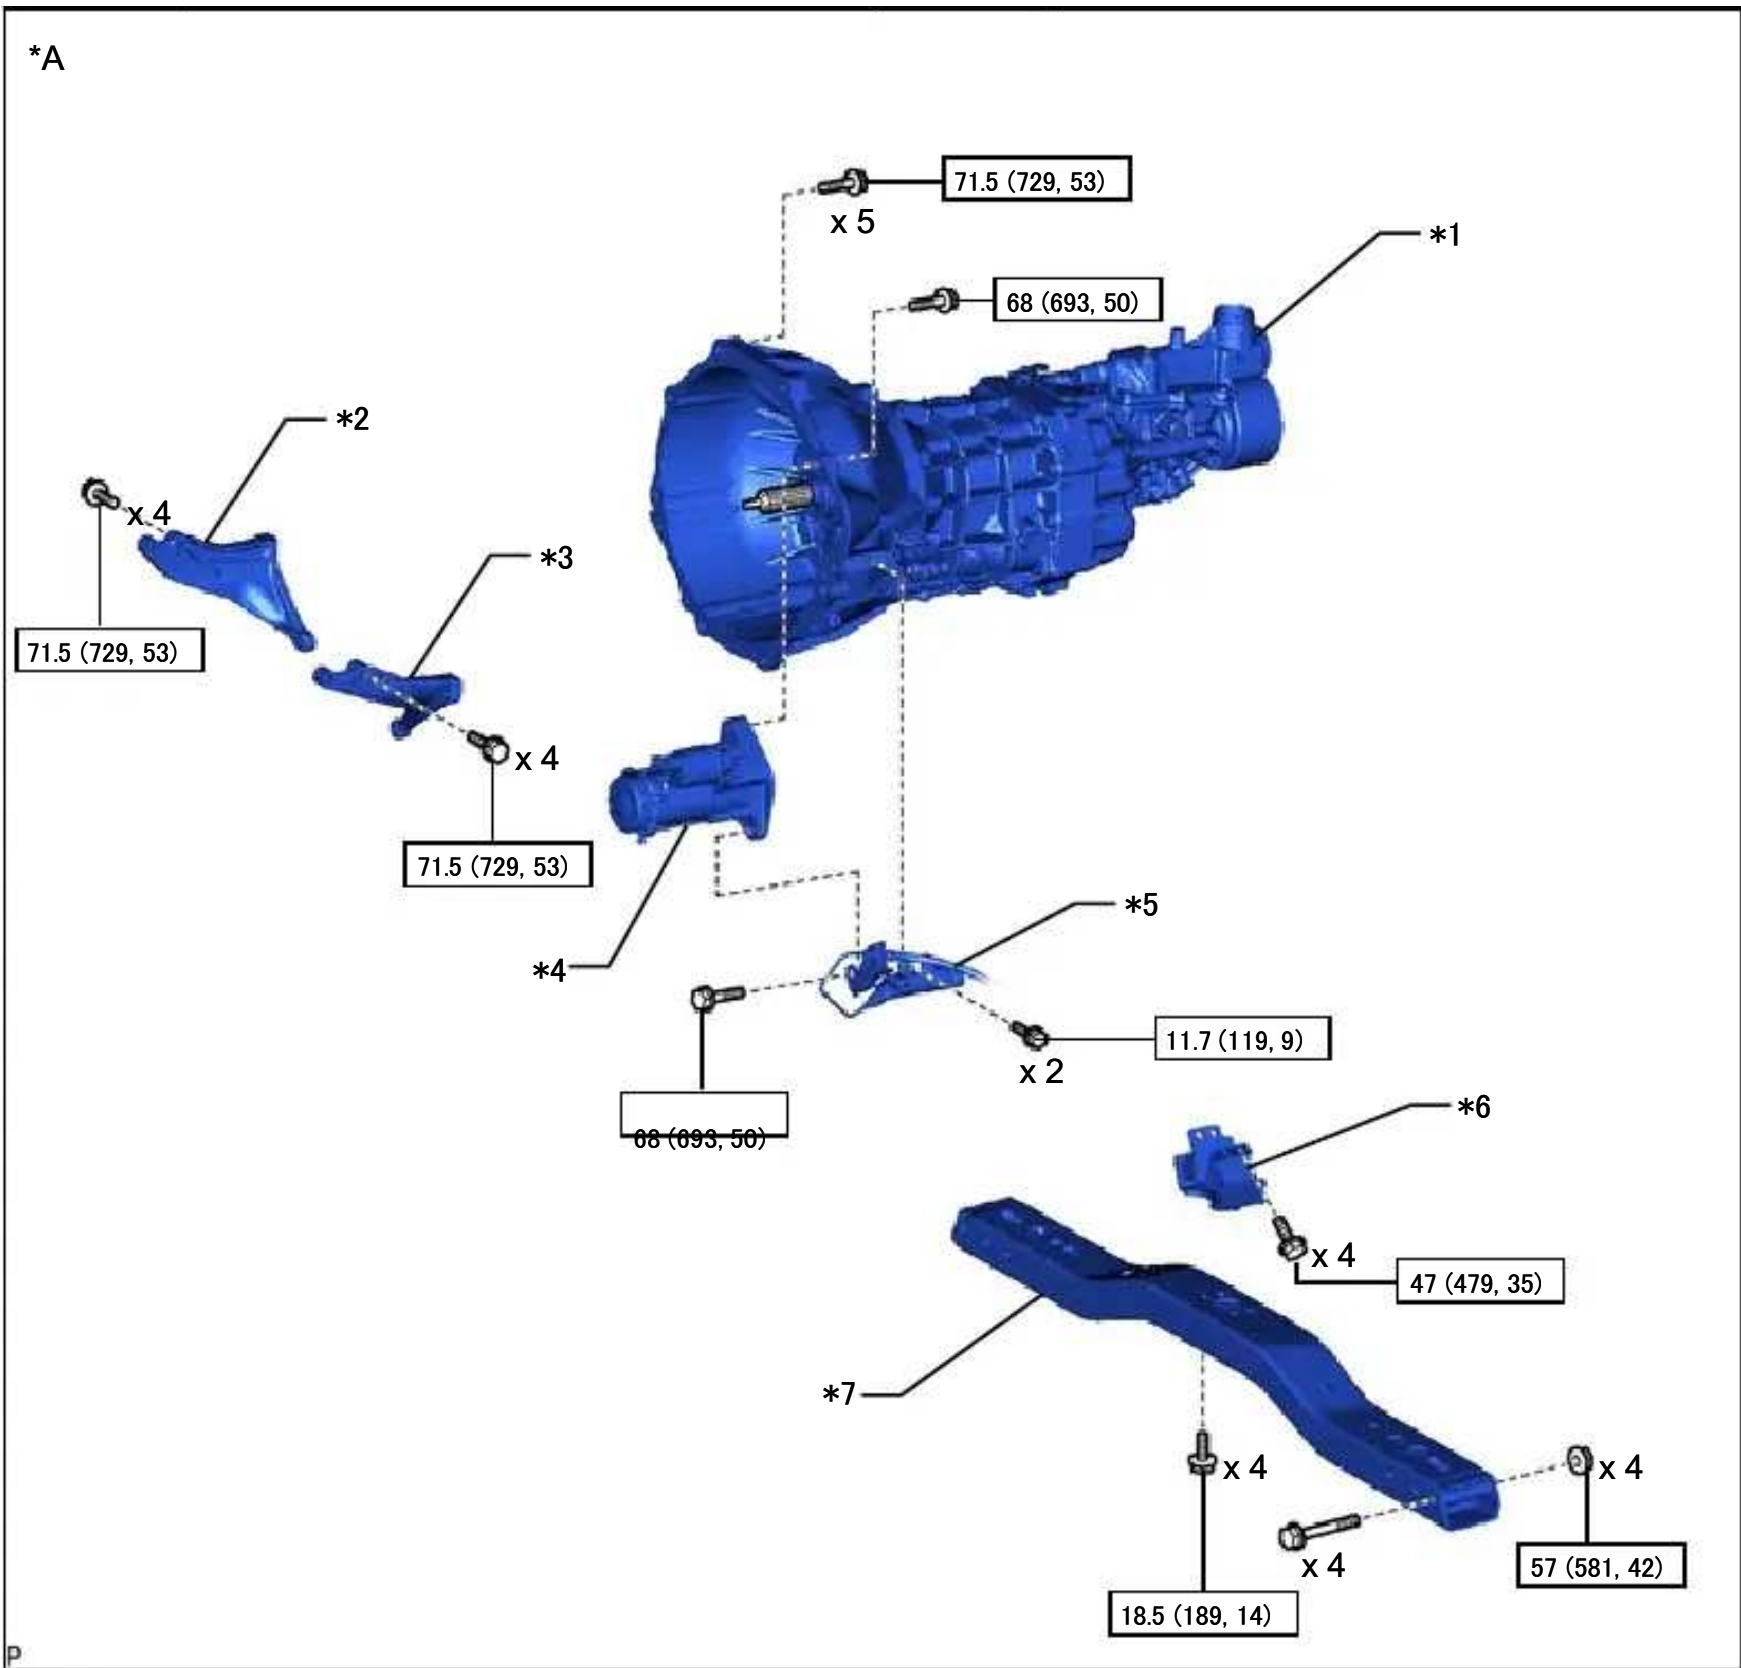 *A
71.5 (729, 53)
x 5
*1
68 (693, 50)
*2
x 4
*3
71.5 (729, 53)
x 4
71.5 (729, 53)
*5
*4
11.7 (119, 9)
x 2
68 (693, 50)
*6
x 4
47 (479, 35)
*7
x 4
x 4
x 4
57 (581, 42)
18.5 (189, 14)
P